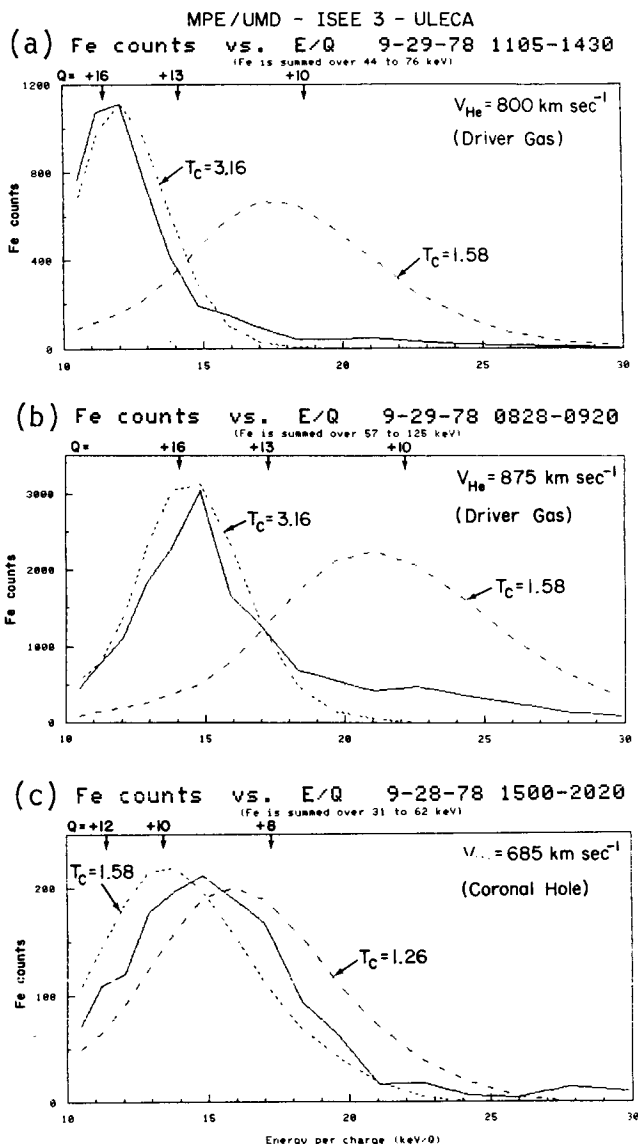 MPE/UMD - ISEE 3 - ULECA
(a) Fe counts vs. E/Q 9-29-78 1105-1430
(Fe is summed over 44 to 76 keV)
Q= +16 +13 +10
1200
V_He = 800 km sec⁻¹
(Driver Gas)
T_C = 3.16
800
Fe counts
T_C = 1.58
400
0
10 15 20 25 30
(b) Fe counts vs. E/Q 9-29-78 0828-0920
(Fe is summed over 57 to 125 keV)
Q= +16 +13 +10
V_He = 875 km sec⁻¹
3000
(Driver Gas)
T_C = 3.16
2000
Fe counts
T_C = 1.58
1000
0
10 15 20 25 30
(c) Fe counts vs. E/Q 9-28-78 1500-2020
(Fe is summed over 31 to 62 keV)
Q= +12 +10 +8
V = 685 km sec⁻¹
T_C = 1.58
(Coronal Hole)
200
T_C = 1.26
Fe counts
100
0
10 15 20 25 30
Energy per charge (keV/Q)